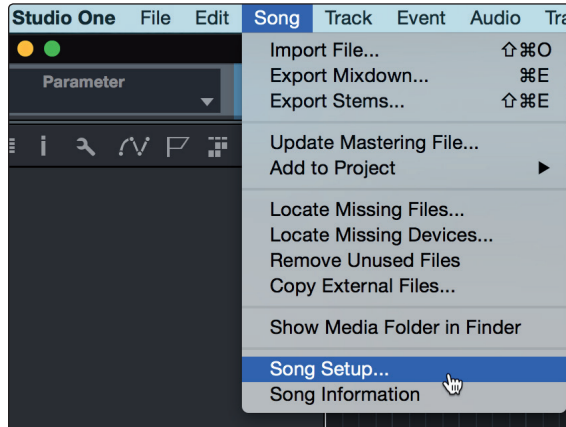 Studio One File Edit Song Track Event Audio Tra
Parameter
Import File... ⇧⌘O
Export Mixdown... ⌘E
Export Stems... ⇧⌘E
Update Mastering File...
Add to Project
Locate Missing Files...
Locate Missing Devices...
Remove Unused Files
Copy External Files...
Show Media Folder in Finder
Song Setup...
Song Information